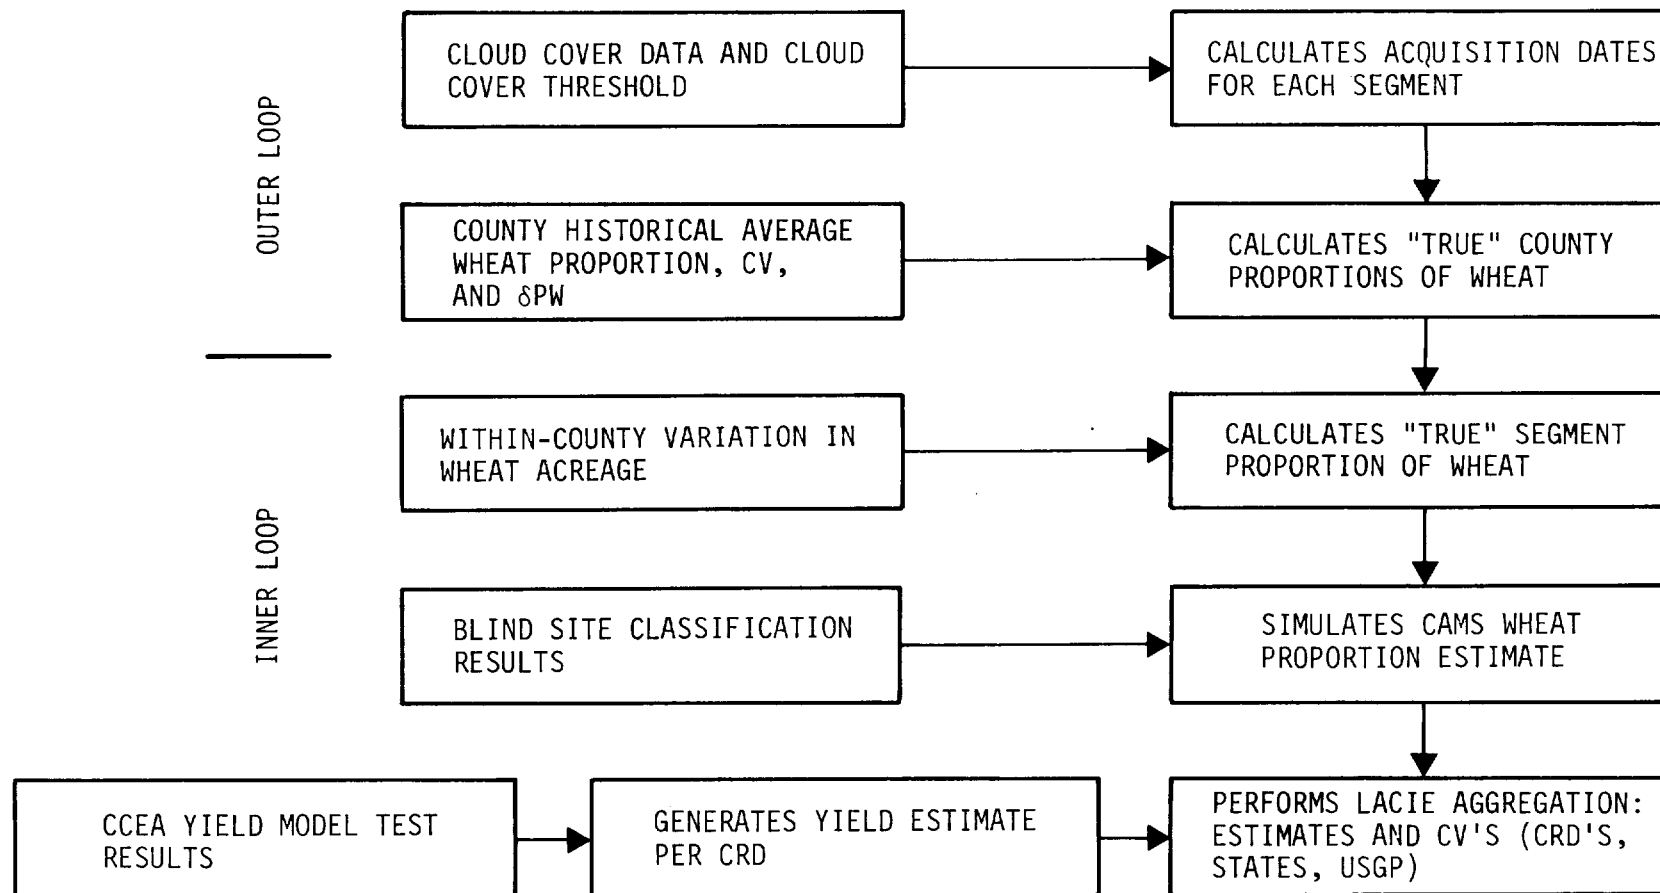 CLOUD COVER DATA AND CLOUD
COVER THRESHOLD
CALCULATES ACQUISITION DATES
FOR EACH SEGMENT
OUTER LOOP
COUNTY HISTORICAL AVERAGE
WHEAT PROPORTION, CV,
AND δPW
CALCULATES "TRUE" COUNTY
PROPORTIONS OF WHEAT
WITHIN-COUNTY VARIATION IN
WHEAT ACREAGE
CALCULATES "TRUE" SEGMENT
PROPORTION OF WHEAT
INNER LOOP
BLIND SITE CLASSIFICATION
RESULTS
SIMULATES CAMS WHEAT
PROPORTION ESTIMATE
CCEA YIELD MODEL TEST
RESULTS
GENERATES YIELD ESTIMATE
PER CRD
PERFORMS LACIE AGGREGATION:
ESTIMATES AND CV'S (CRD'S,
STATES, USGP)